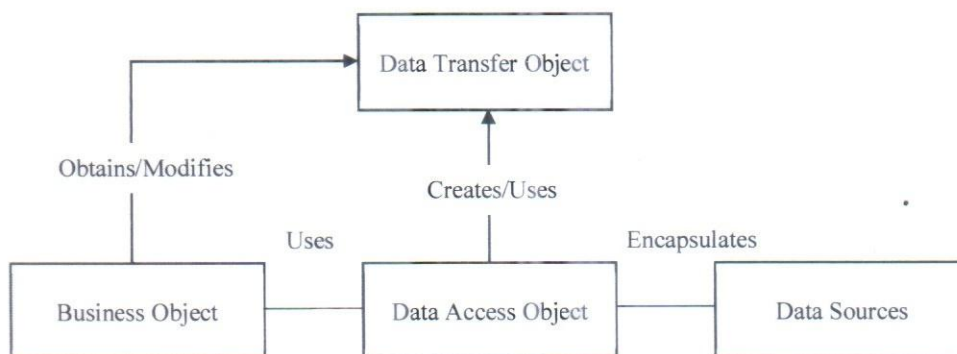 Data Transfer Object
Obtains/Modifies
Creates/Uses
Uses
Encapsulates
Business Object
Data Access Object
Data Sources